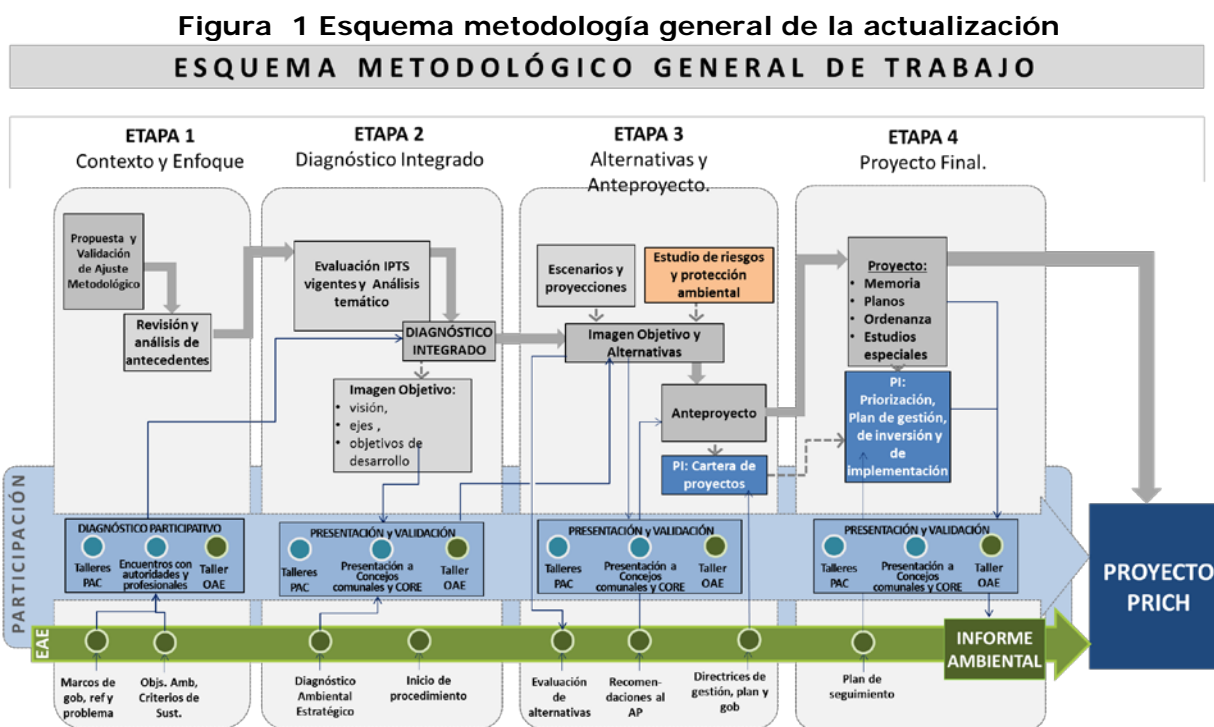 Figura 1 Esquema metodología general de la actualización
ESQUEMA METODOLÓGICO GENERAL DE TRABAJO
ETAPA 1
Contexto y Enfoque
ETAPA 2
Diagnóstico Integrado
ETAPA 3
Alternativas y
Anteproyecto.
ETAPA 4
Proyecto Final.
Propuesta y
Validación
de Ajuste
Metodológico
Revisión y
análisis de
antecedentes
Evaluación IPTS
vigentes y Análisis
temático
DIAGNÓSTICO
INTEGRADO
Imagen Objetivo:
• visión,
• ejes ,
• objetivos de
desarrollo
Escenarios y
proyecciones
Estudio de riesgos
y protección
ambiental
Imagen Objetivo y
Alternativas
Anteproyecto
PI: Cartera de
proyectos
Proyecto:
• Memoria
• Planos
• Ordenanza
• Estudios
especiales
PI:
Priorización,
Plan de gestión,
de inversión y
de
implementación
PARTICIPACIÓN
DIAGNÓSTICO PARTICIPATIVO
Talleres
PAC
Encuentros con
autoridades y
profesionales
Taller
OAE
PRESENTACIÓN y VALIDACIÓN
Talleres
PAC
Presentación a
Concejos
comunales y CORE
Taller
OAE
PRESENTACIÓN y VALIDACIÓN
Talleres
PAC
Presentación a
Concejos
comunales y CORE
Taller
OAE
PRESENTACIÓN y VALIDACIÓN
Talleres
PAC
Presentación a
Concejos
comunales y CORE
Taller
OAE
PROYECTO
PRICH
EAE
INFORME
AMBIENTAL
Marcos de
gob, ref y
problema
Objs. Amb,
Criterios de
Sust.
Diagnóstico
Ambiental
Estratégico
Inicio de
procedimiento
Evaluación
de
alternativas
Recomen-
daciones al
AP
Directrices de
gestión, plan y
gob
Plan de
seguimiento